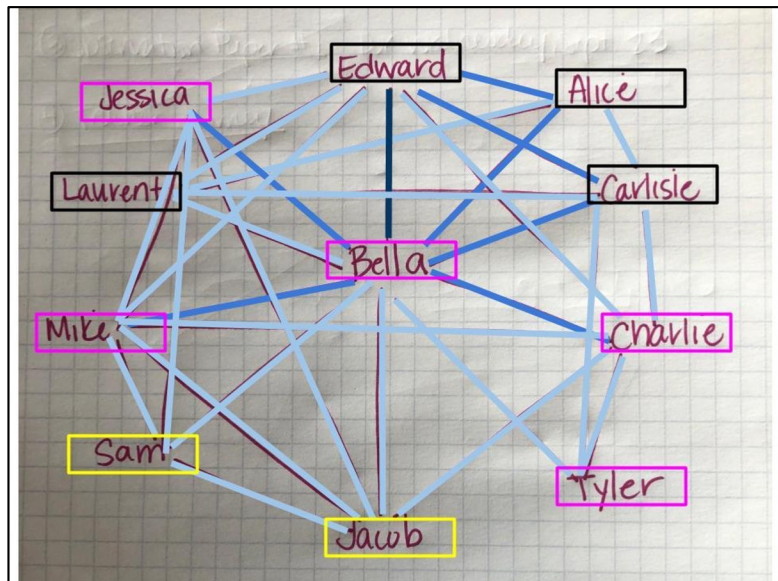 Edward
Jessica
Alice
Laurent
Carlisle
Bella
Mike
Charlie
Sam
Tyler
Jacob